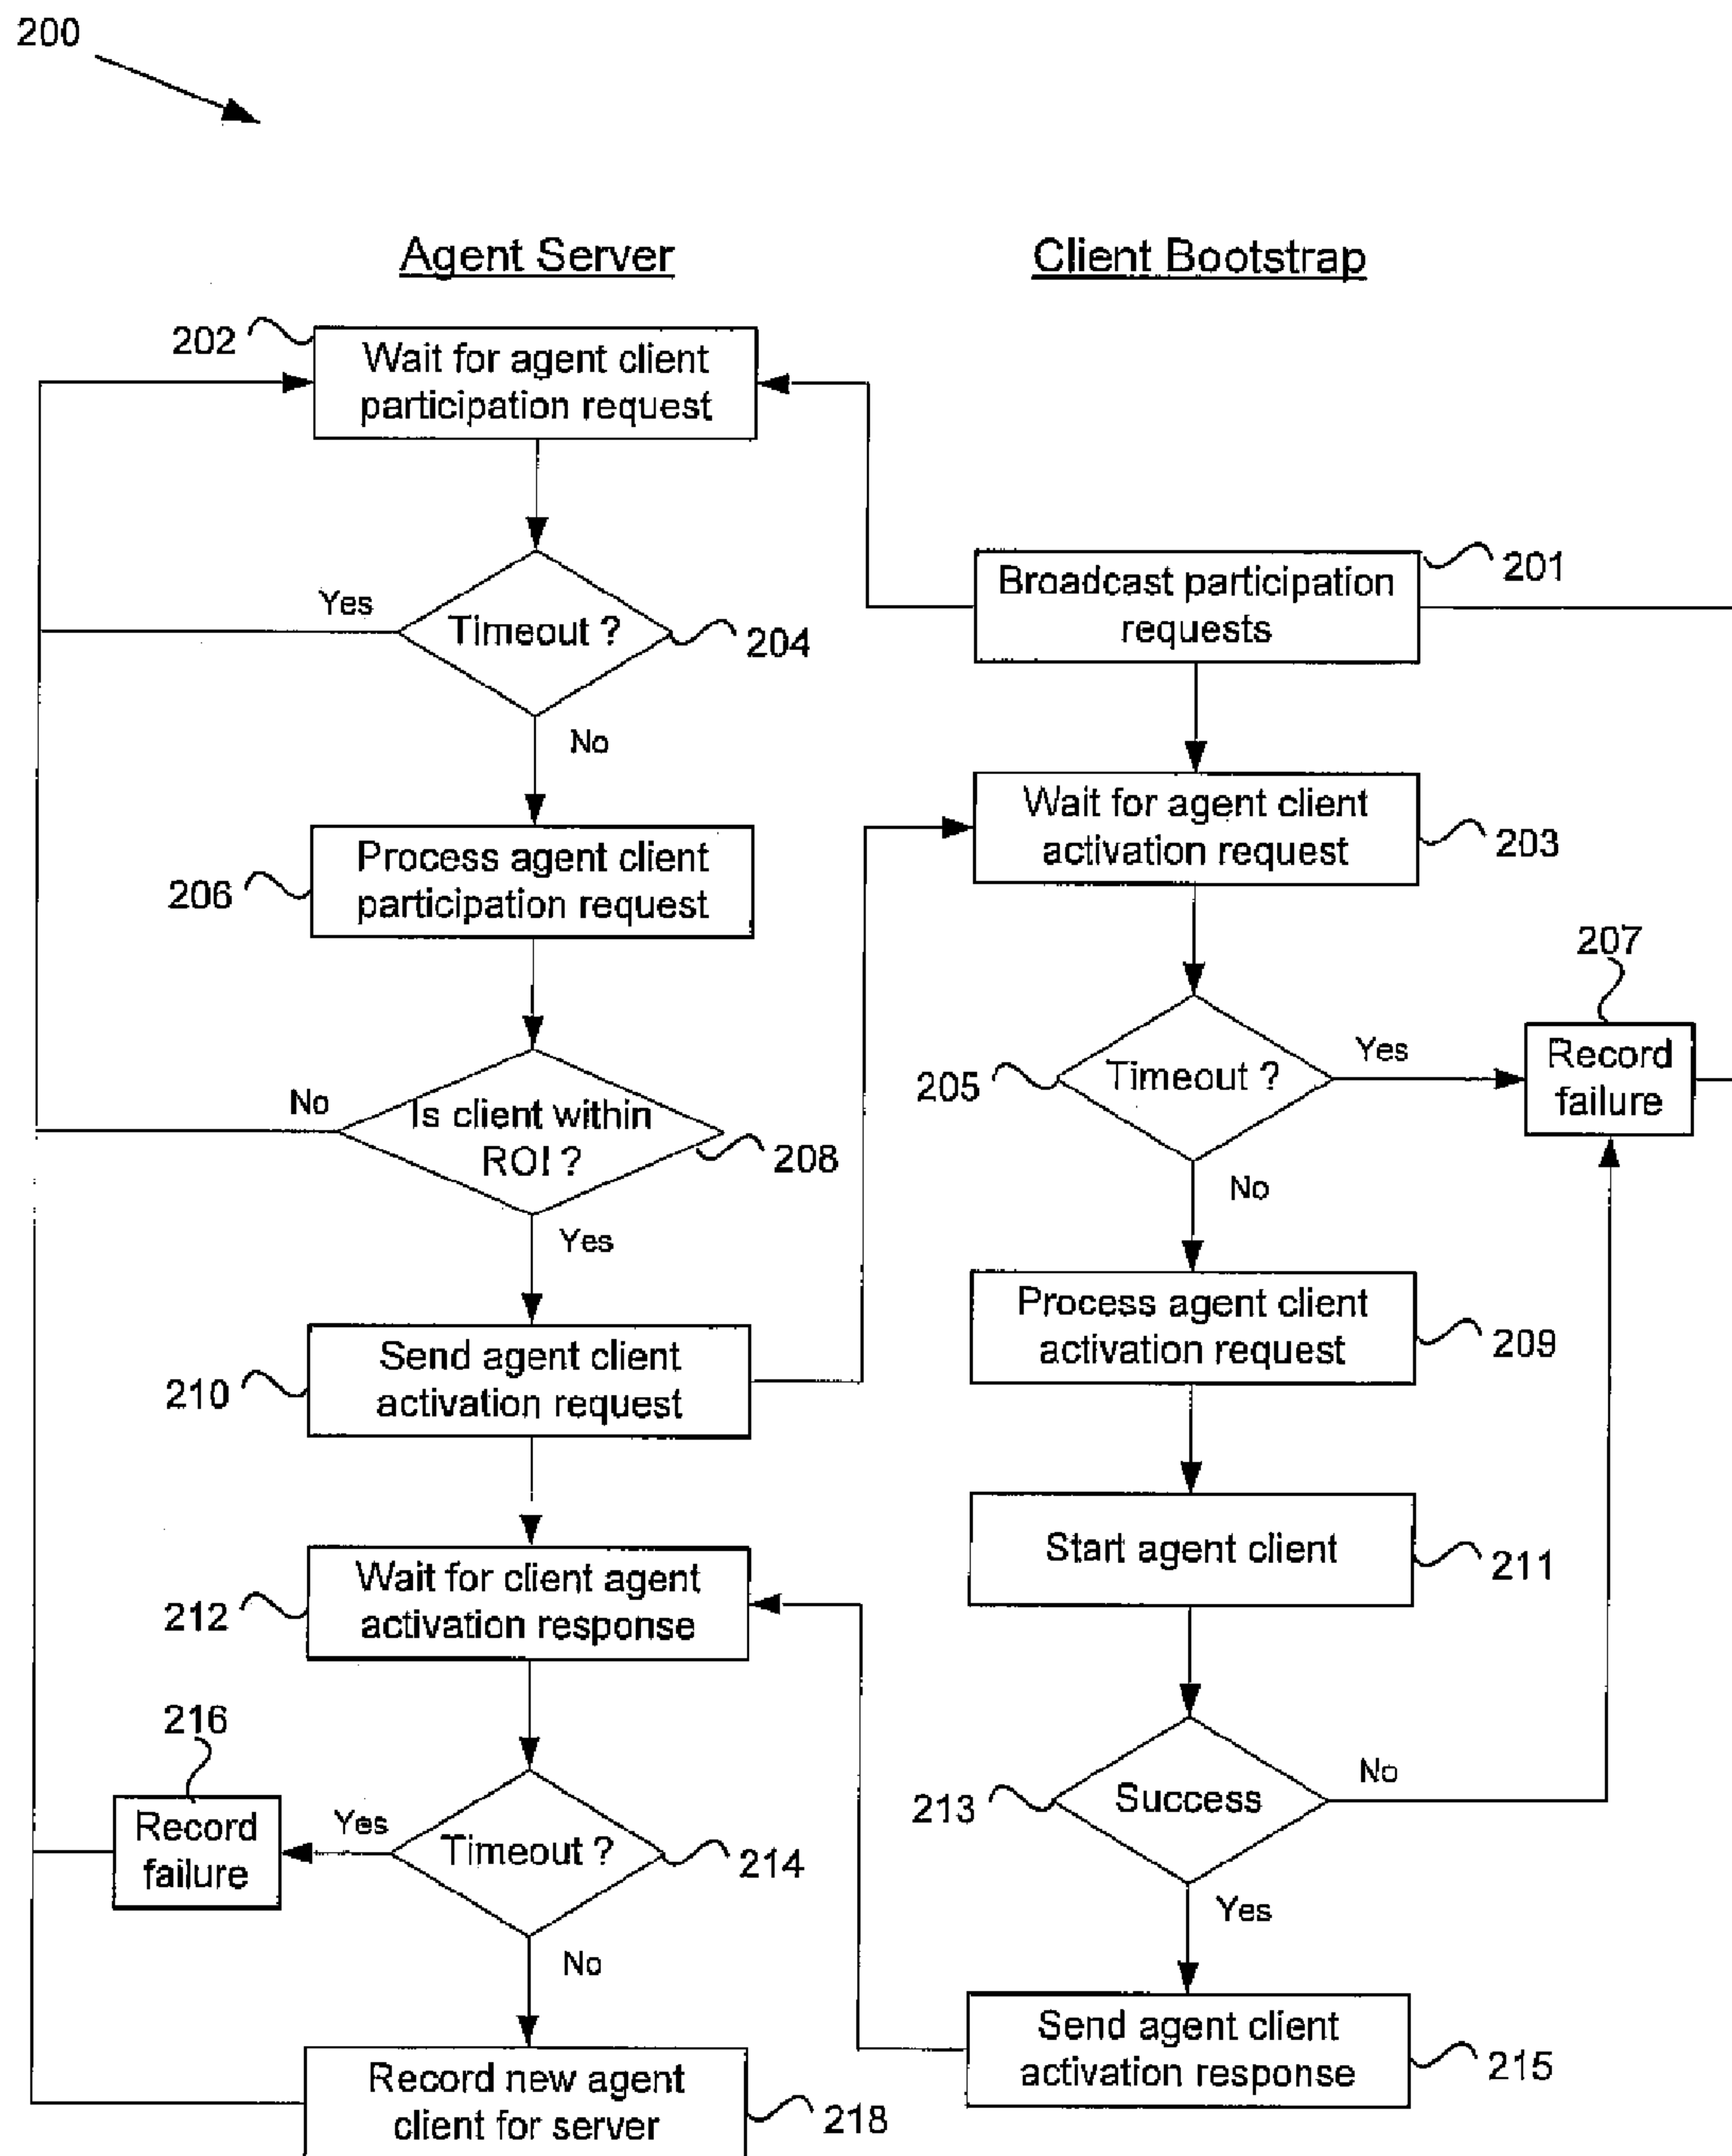 200
Agent Server
Client Bootstrap
202
Wait for agent client
participation request
Yes
Timeout ?
204
No
206
Process agent client
participation request
No
Is client within
ROI ?
208
Yes
210
Send agent client
activation request
212
Wait for client agent
activation response
216
Record
failure
Yes
Timeout ?
214
No
Record new agent
client for server
218
Broadcast participation
requests
201
Wait for agent client
activation request
203
205
Timeout ?
Yes
207
Record
failure
No
Process agent client
activation request
209
Start agent client
211
213
Success
No
Yes
Send agent client
activation response
215